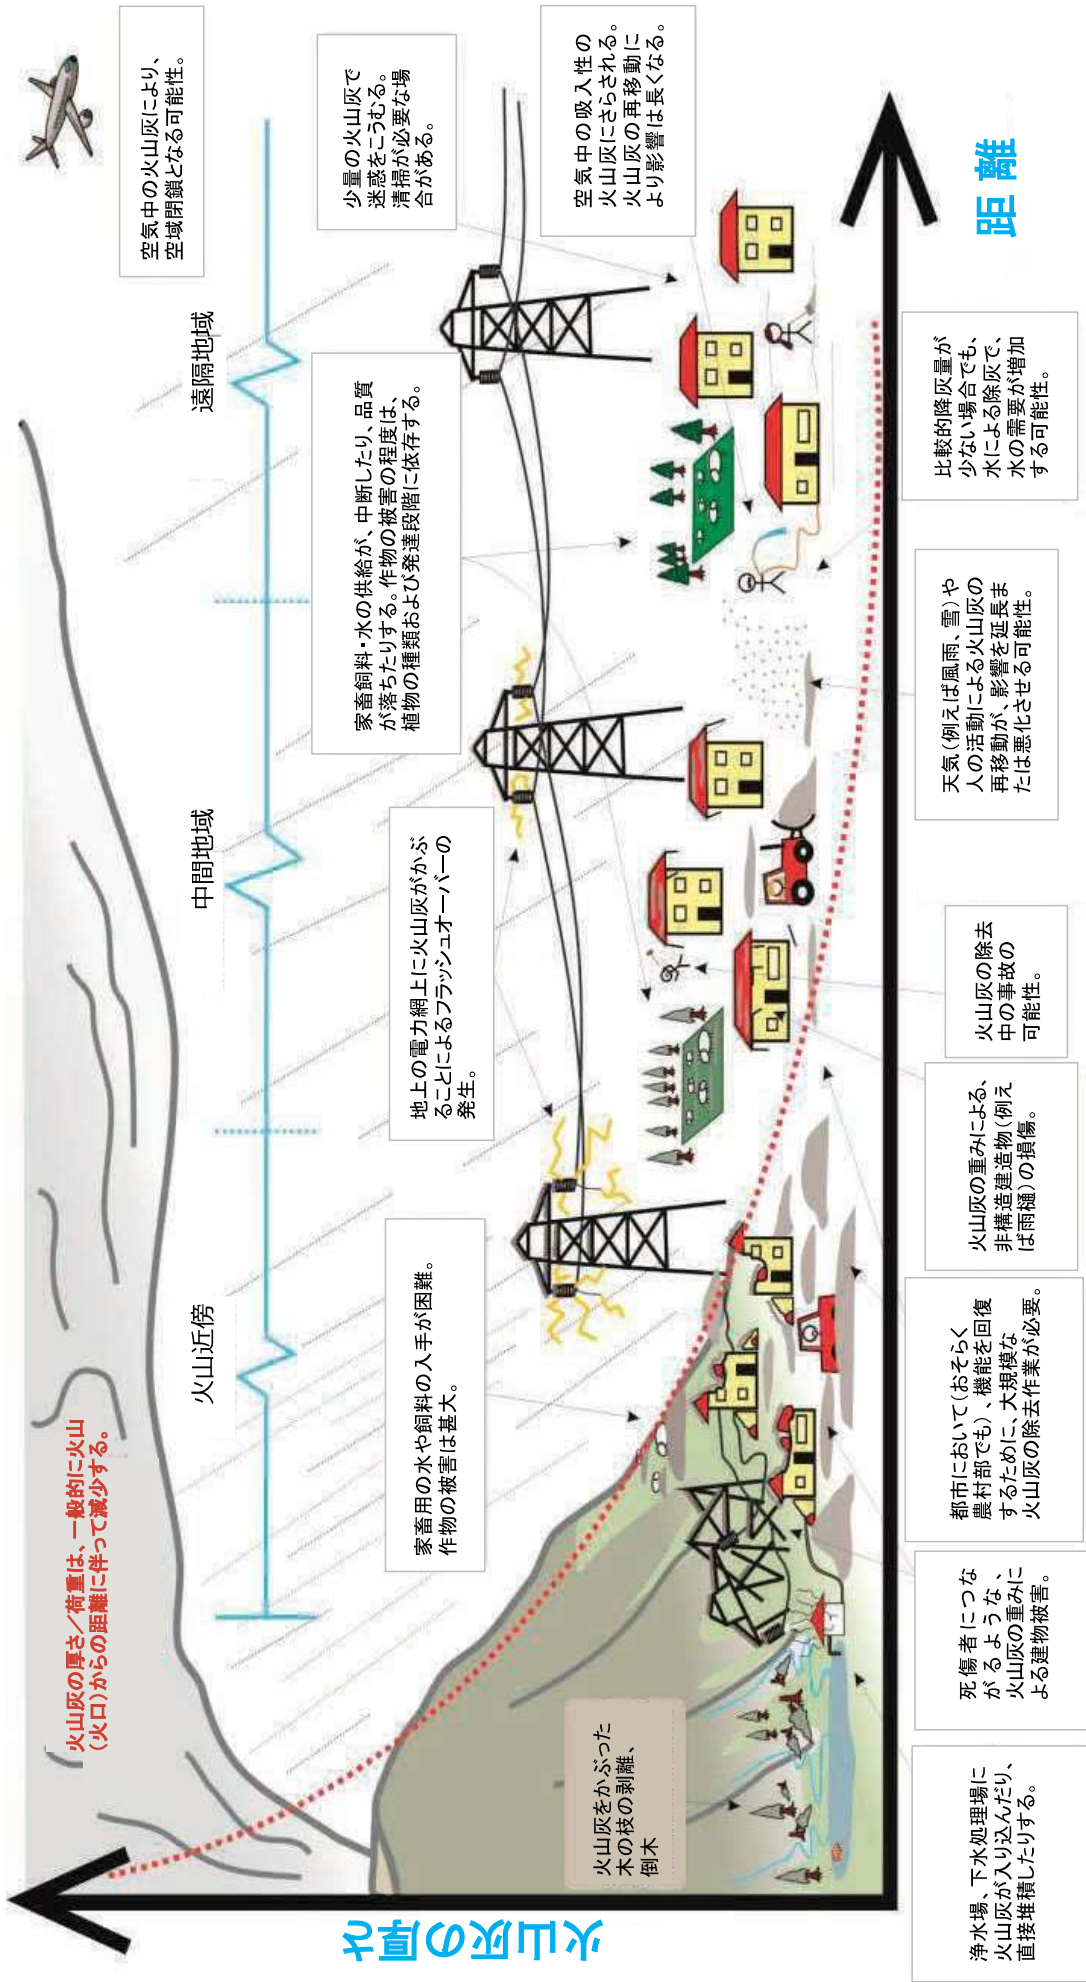 火山灰の厚さ／荷重は、一般的に火山
（火口）からの距離に伴って減少する。
火山近傍
中間地域
遠隔地域
空気中の火山灰により、
空域閉鎖となる可能性。
少量の火山灰で
迷惑をこうむる。
清掃が必要な場
合がある。
空気中の吸入性の
火山灰にさらされる。
火山灰の再移動に
より影響は長くなる。
家畜飼料・水の供給が、中断したり、品質
が落ちたりする。作物の被害の程度は、
植物の種類および発達段階に依存する。
地上の電力網上に火山灰がかぶ
ることによるフラッシュオーバーの
発生。
家畜用の水や飼料の入手が困難。
作物の被害は甚大。
火山灰をかぶった
木の枝の剥離、
倒木
火山灰の厚さ
距離
浄水場、下水処理場に
火山灰が入り込んだり、
直接堆積したりする。
死傷者につな
がるような、
火山灰の重みに
よる建物被害。
都市において（おそらく
農村部でも）、機能を回復
するために、大規模な
火山灰の除去作業が必要。
火山灰の重みによる、
非構造建造物（例え
ば雨樋）の損傷。
火山灰の除去
中の事故の
可能性。
天気（例えば風雨、雪）や
人の活動による火山灰の
再移動が、影響を延長ま
たは悪化させる可能性。
比較的降灰量が
少ない場合でも、
水による除灰で、
水の需要が増加
する可能性。